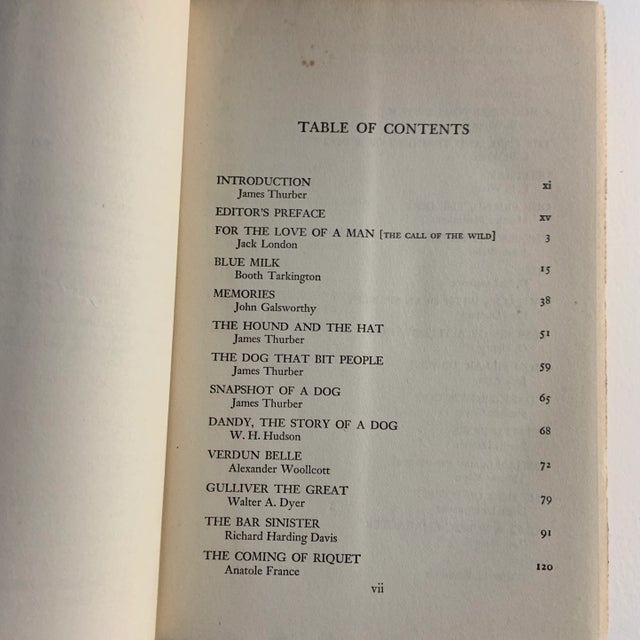 TABLE OF CONTENTS
INTRODUCTION xi
James Thurber
EDITOR'S PREFACE xv
FOR THE LOVE OF A MAN [THE CALL OF THE WILD] 3
Jack London
BLUE MILK 15
Booth Tarkington
MEMORIES 38
John Galsworthy
THE HOUND AND THE HAT 51
James Thurber
THE DOG THAT BIT PEOPLE 59
James Thurber
SNAPSHOT OF A DOG 65
James Thurber
DANDY, THE STORY OF A DOG 68
W. H. Hudson
VERDUN BELLE 72
Alexander Woollcott
GULLIVER THE GREAT 79
Walter A. Dyer
THE BAR SINISTER 91
Richard Harding Davis
THE COMING OF RIQUET 120
Anatole France
vii